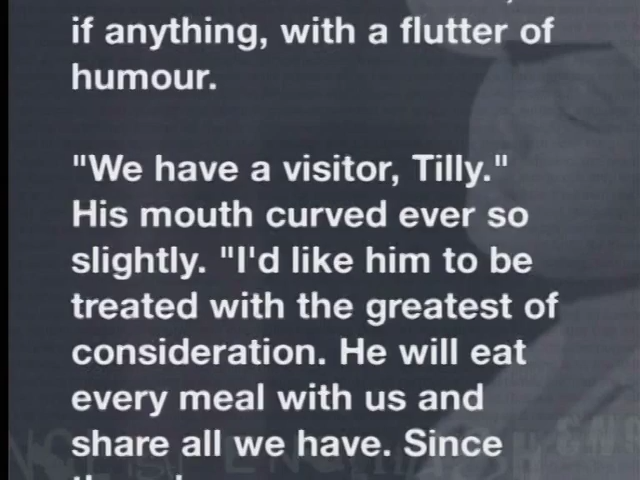 if anything, with a flutter of
humour.
"We have a visitor, Tilly."
His mouth curved ever so
slightly. "I'd like him to be
treated with the greatest of
consideration. He will eat
every meal with us and
share all we have. Since